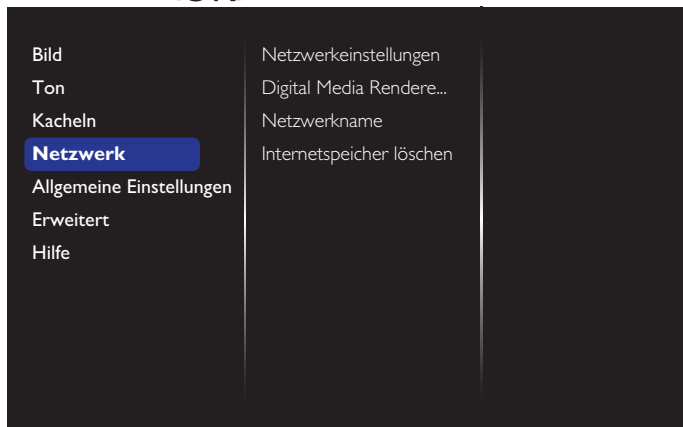 Bild
Ton
Kacheln
Netzwerk
Allgemeine Einstellungen
Erweitert
Hilfe
Netzwerkeinstellungen
Digital Media Rendere...
Netzwerkname
Internetspeicher löschen